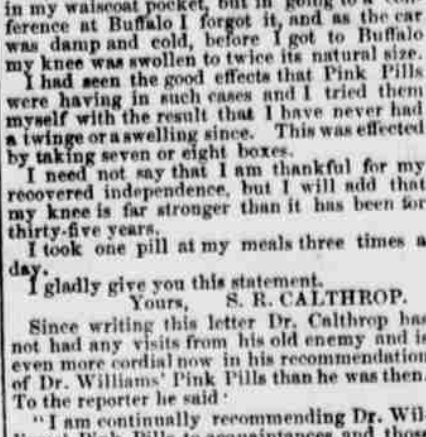 in my waiscoat pocket, but in going to a con-
ference at Buffalo I forgot it, and as the car
was damp and cold, before I got to Buffalo
my knee was swollen to twice its natural size.
I had seen the good effects that Pink Pills
were having in such cases and I tried them
myself with the result that I have never had
a twinge or a swelling since. This was effected
by taking seven or eight boxes.
I need not say that I am thankful for my
recovered independence, but I will add that
my knee is far stronger than it has been for
thirty-five years.
I took one pill at my meals three times a
day.
I gladly give you this statement.
Yours, S. R. CALTHROP.
Since writing this letter Dr. Calthrop has
not had any visits from his old enemy and is
even more cordial now in his recommendation
of Dr. Williams' Pink Pills than he was then.
To the reporter he said ·
"I am continually recommending Dr. Wil-
Pink Pills to acquaintances and those